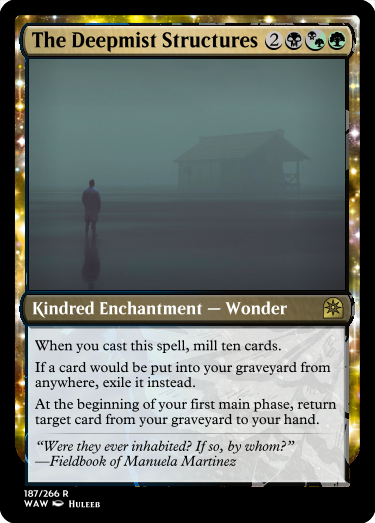 The Deepmist Structures 2
Kindred Enchantment — Wonder
When you cast this spell, mill ten cards.
If a card would be put into your graveyard from
anywhere, exile it instead.
At the beginning of your first main phase, return
target card from your graveyard to your hand.
“Were they ever inhabited? If so, by whom?”
—Fieldbook of Manuela Martinez
187/266 R
WAW Huleeb